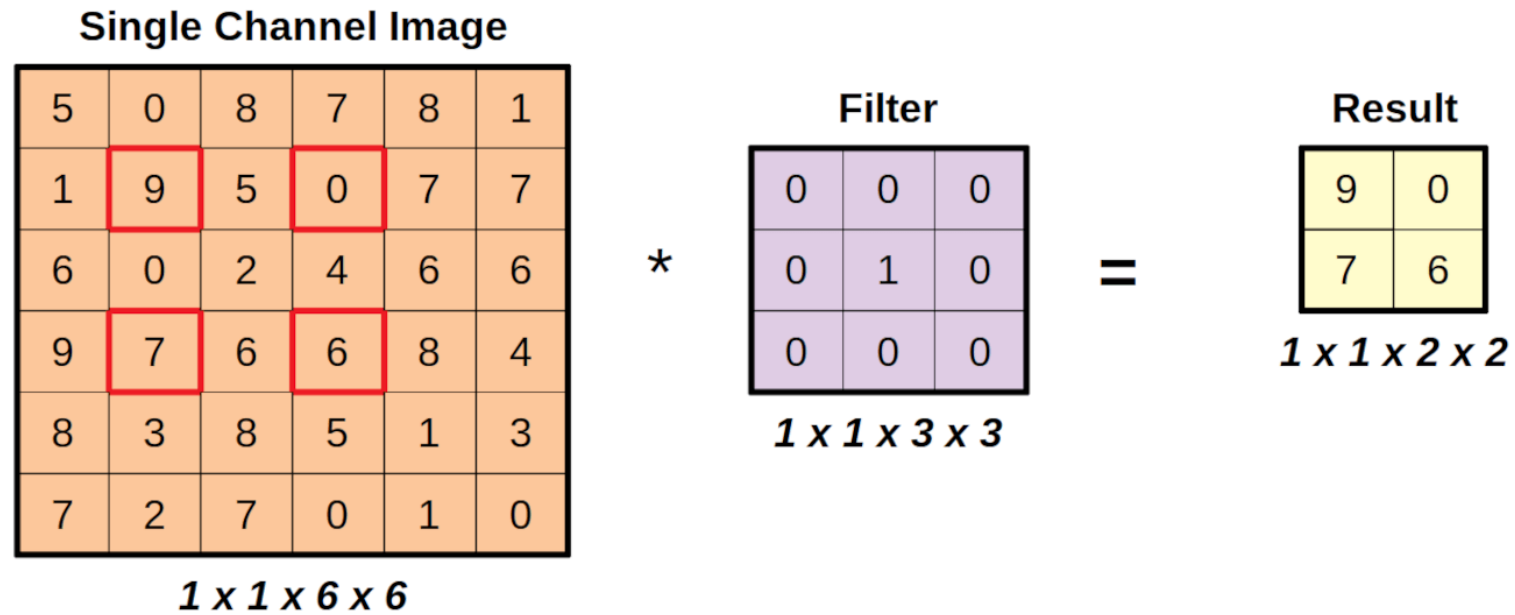 Single Channel Image
5 0 8 7 8 1
1 9 5 0 7 7
6 0 2 4 6 6
9 7 6 6 8 4
8 3 8 5 1 3
7 2 7 0 1 0
1 x 1 x 6 x 6
*
Filter
0 0 0
0 1 0
0 0 0
1 x 1 x 3 x 3
=
Result
9 0
7 6
1 x 1 x 2 x 2